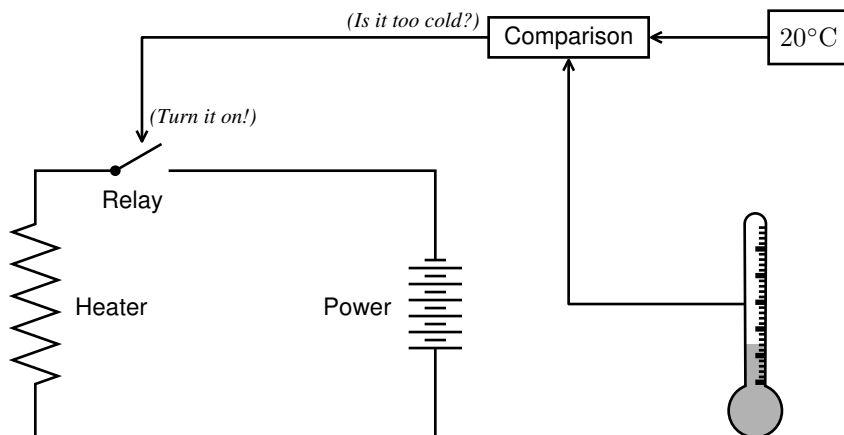 (Is it too cold?)
Comparison
20°C
(Turn it on!)
Relay
Heater
Power